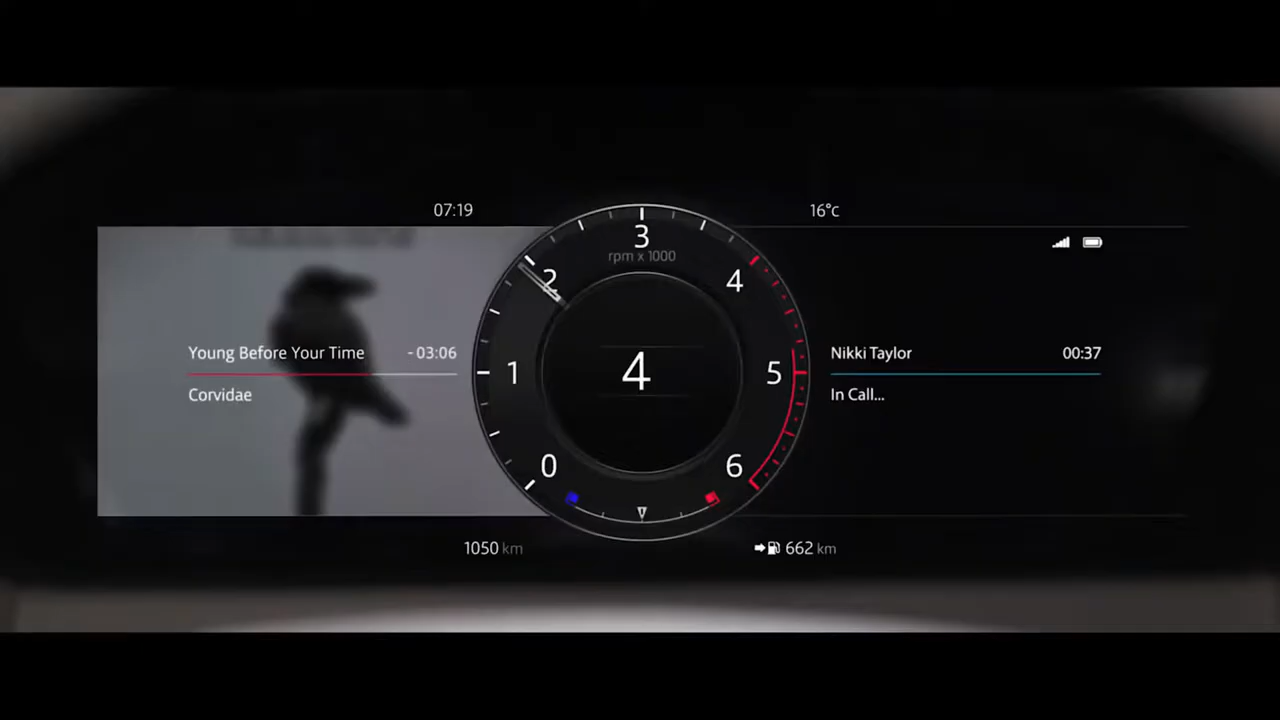 07:19
16°c
3
rpm x 1000
2
4
Young Before Your Time
- 03:06
1
4
5
Nikki Taylor
00:37
Corvidae
In Call...
0
6
1050 km
662 km